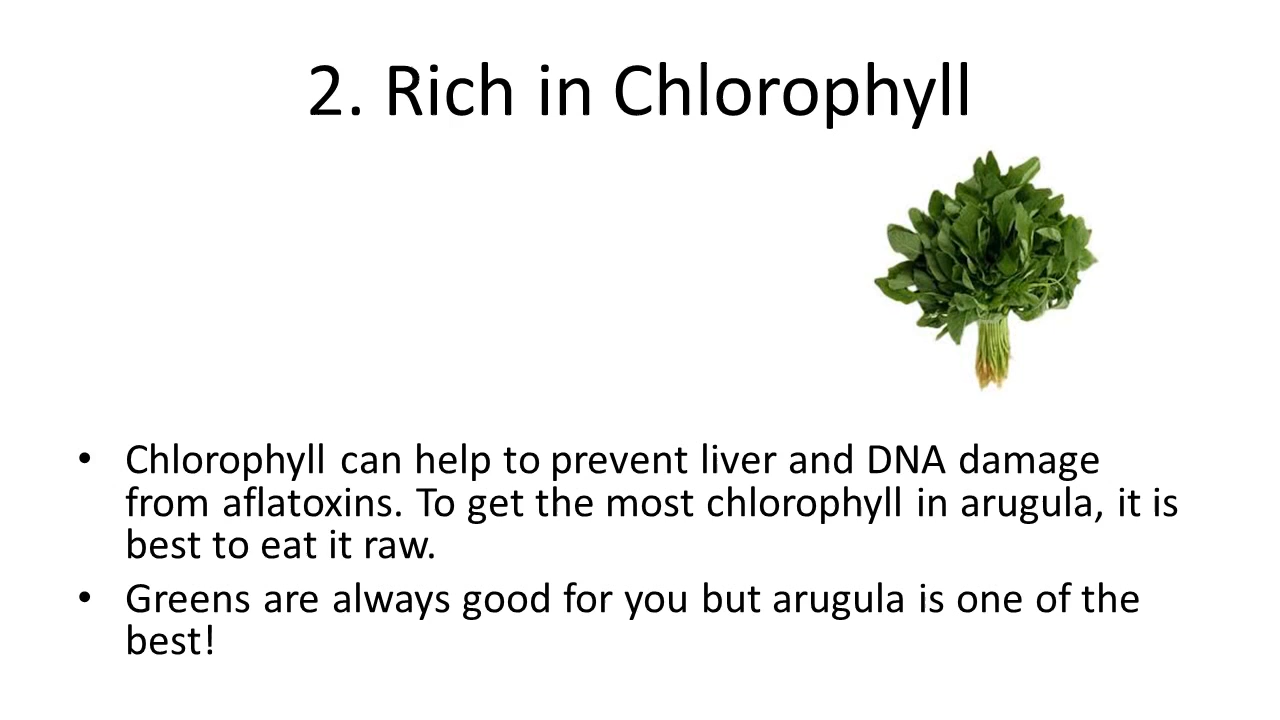 2. Rich in Chlorophyll
• Chlorophyll can help to prevent liver and DNA damage
from aflatoxins. To get the most chlorophyll in arugula, it is
best to eat it raw.
• Greens are always good for you but arugula is one of the
best!